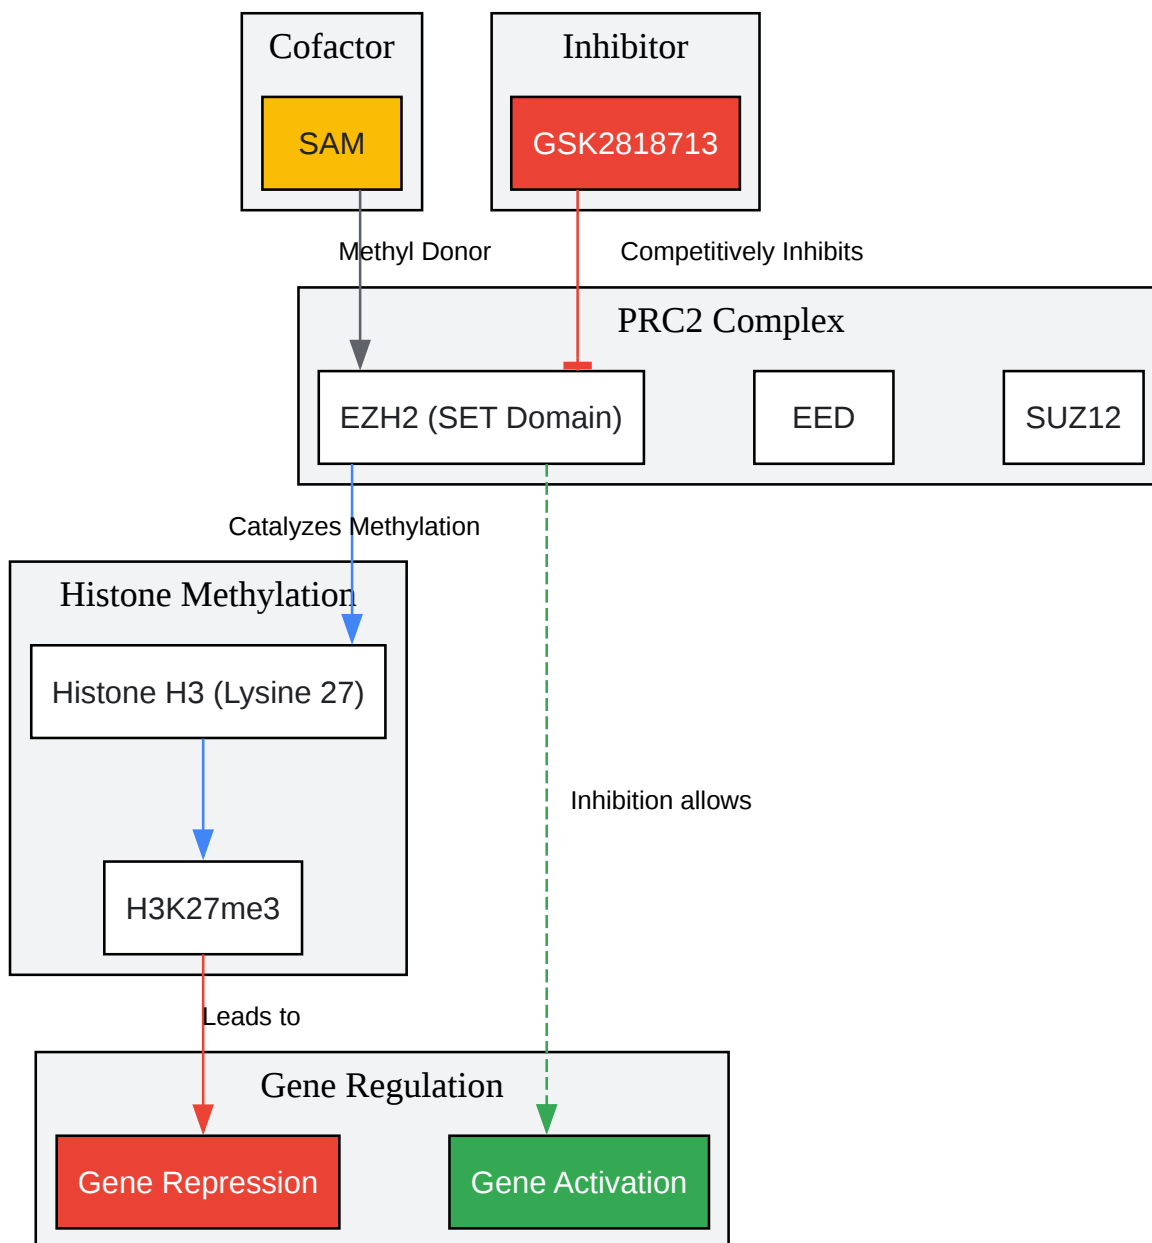 Cofactor
Inhibitor
SAM
GSK2818713
Methyl Donor
Competitively Inhibits
PRC2 Complex
EZH2 (SET Domain)
EED
SUZ12
Catalyzes Methylation
Histone Methylation
Histone H3 (Lysine 27)
Inhibition allows
H3K27me3
Leads to
Gene Regulation
Gene Repression
Gene Activation